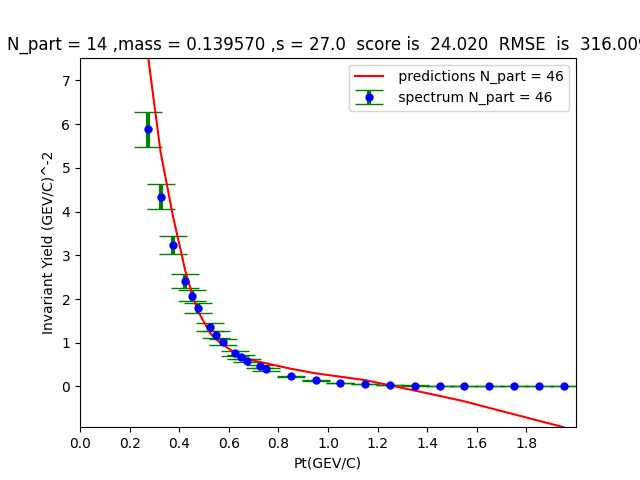 N_part = 14 ,mass = 0.139570 ,s = 27.0  score is  24.020  RMSE  is  316.009
predictions N_part = 46
spectrum N_part = 46
Invariant Yield (GEV/C)^-2
7
6
5
4
3
2
1
0
0.0 0.2 0.4 0.6 0.8 1.0 1.2 1.4 1.6 1.8
Pt(GEV/C)